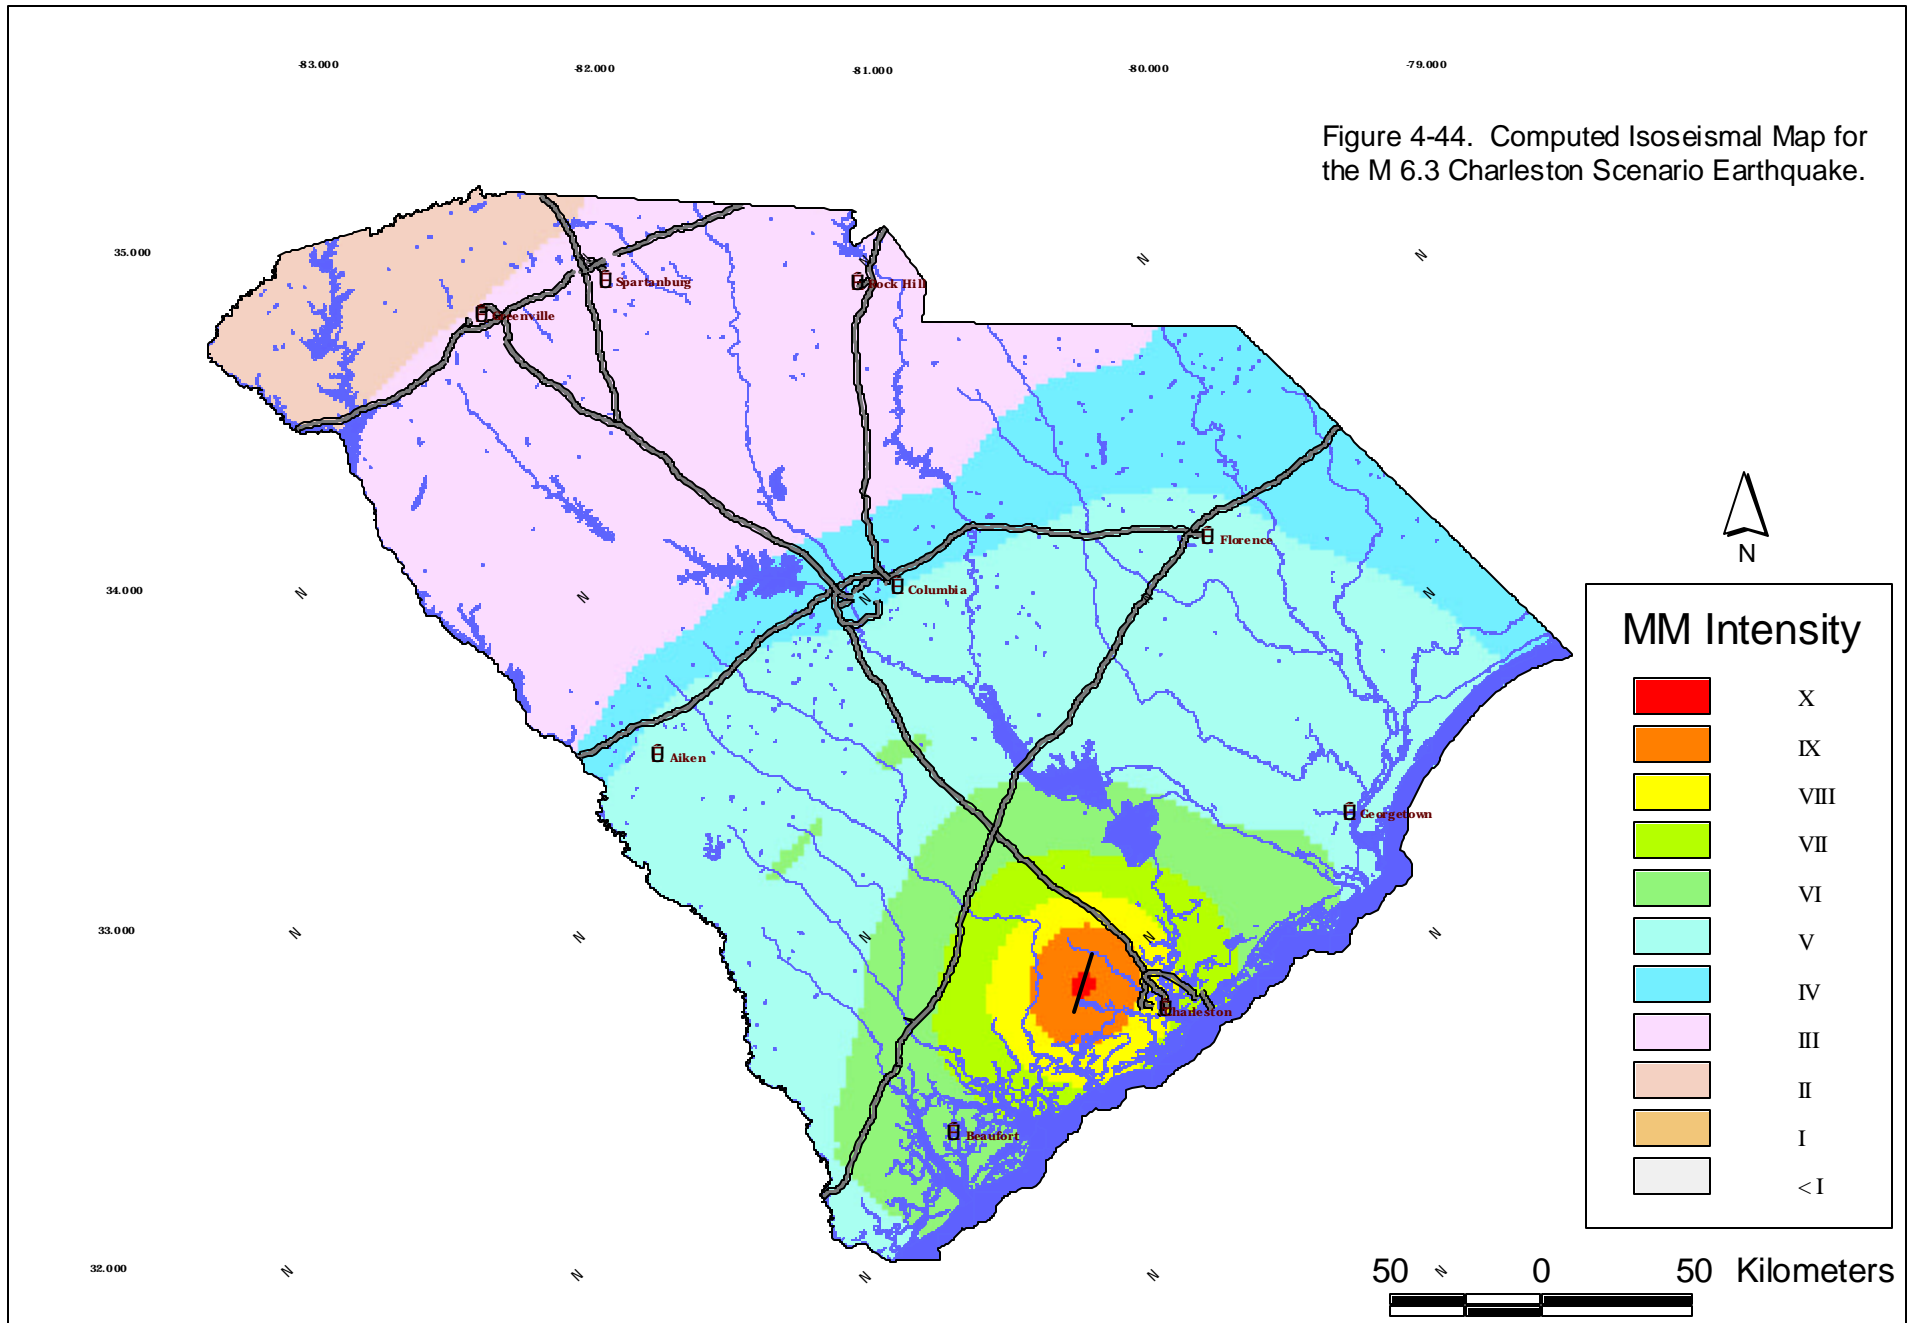 -83.000
-82.000
-81.000
-80.000
-79.000
Figure 4-44. Computed Isoseismal Map for
the M 6.3 Charleston Scenario Earthquake.
35.000
N
N
N
Spartanburg
Rock Hill
Greenville
Florence
N
34.000
N
N
N
N
Columbia
MM Intensity
X
IX
VIII
VII
VI
V
IV
III
II
I
< I
Aiken
Georgetown
33.000
N
N
N
N
N
Charleston
Beaufort
32.000
N
N
N
N
N
50 0 50 Kilometers